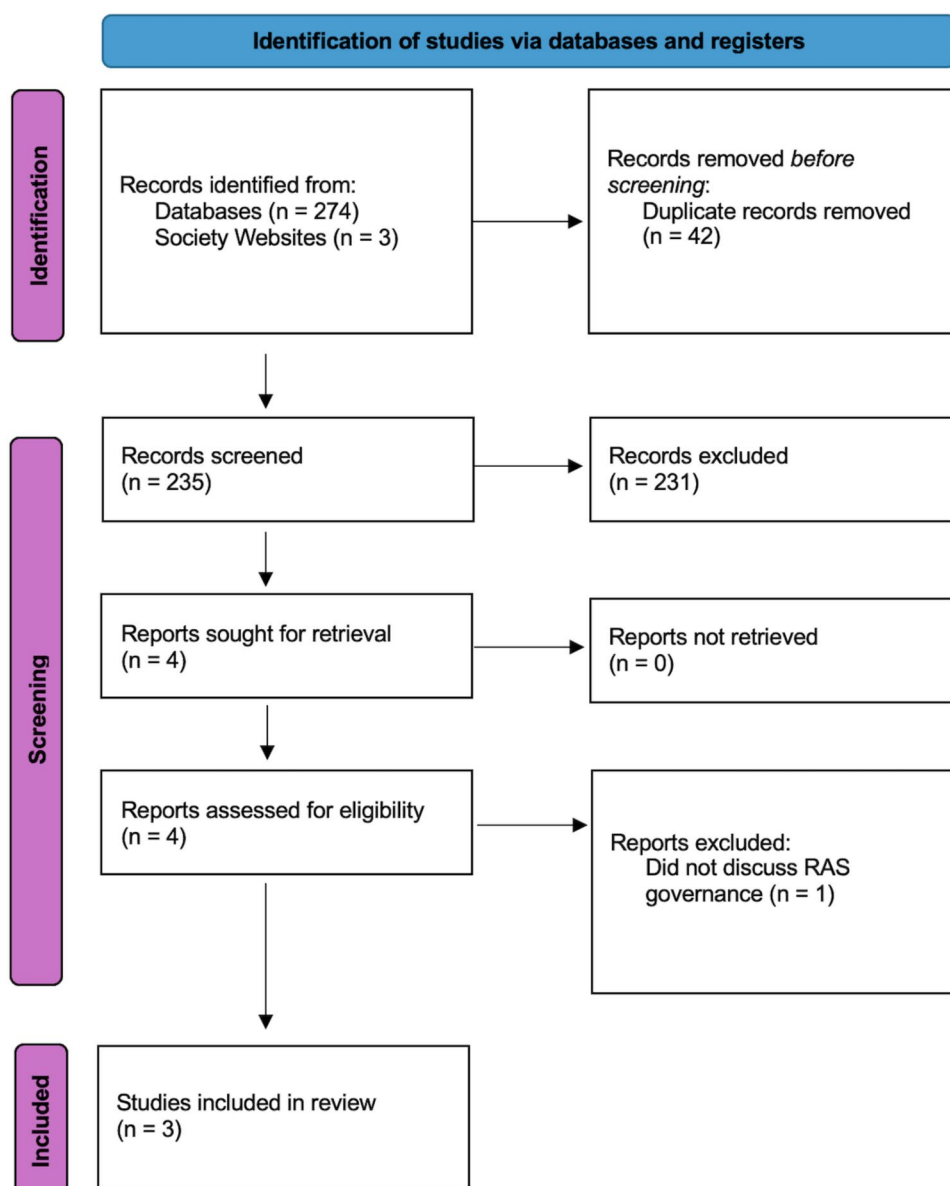 Identification of studies via databases and registers
Identification
Records identified from:
Databases (n = 274)
Society Websites (n = 3)
Records removed before
screening:
Duplicate records removed
(n = 42)
Screening
Records screened
(n = 235)
Records excluded
(n = 231)
Reports sought for retrieval
(n = 4)
Reports not retrieved
(n = 0)
Reports assessed for eligibility
(n = 4)
Reports excluded:
Did not discuss RAS
governance (n = 1)
Included
Studies included in review
(n = 3)